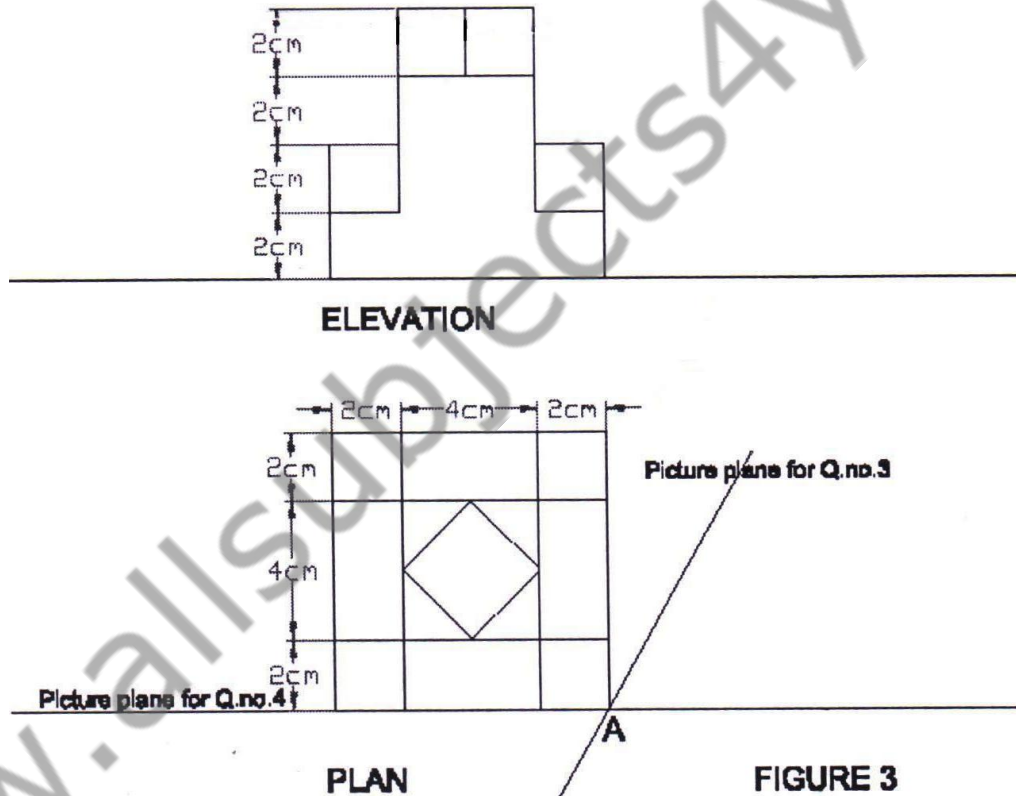 2cm
2cm
2cm
2cm
ELEVATION
2cm 4cm 2cm
2cm
Picture plane for Q.no.3
4cm
2cm
Picture plane for Q.no.4
A
PLAN
FIGURE 3
w.allsubjects4y